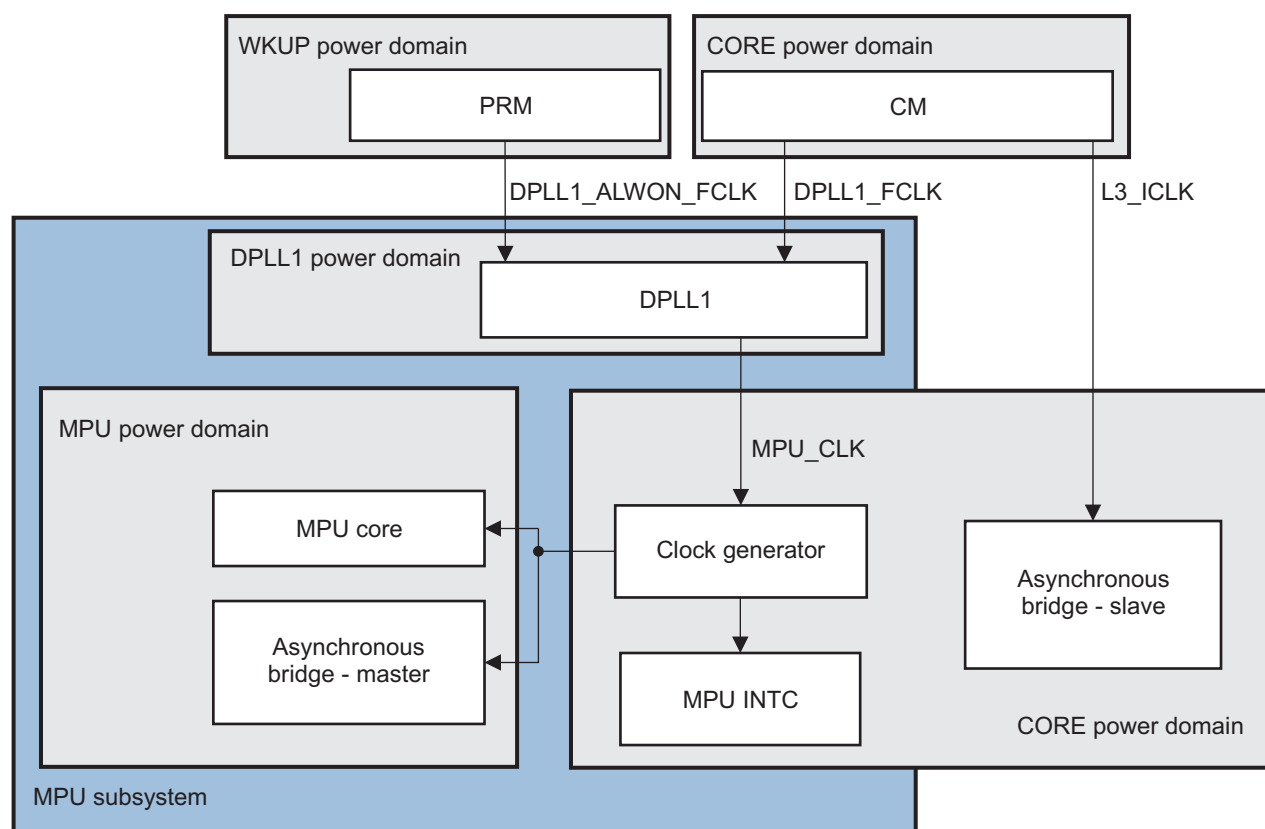 WKUP power domain
CORE power domain
PRM
CM
DPLL1_ALWON_FCLK
DPLL1_FCLK
L3_ICLK
DPLL1 power domain
DPLL1
MPU power domain
MPU_CLK
MPU core
Clock generator
Asynchronous
bridge - slave
Asynchronous
bridge - master
MPU INTC
CORE power domain
MPU subsystem